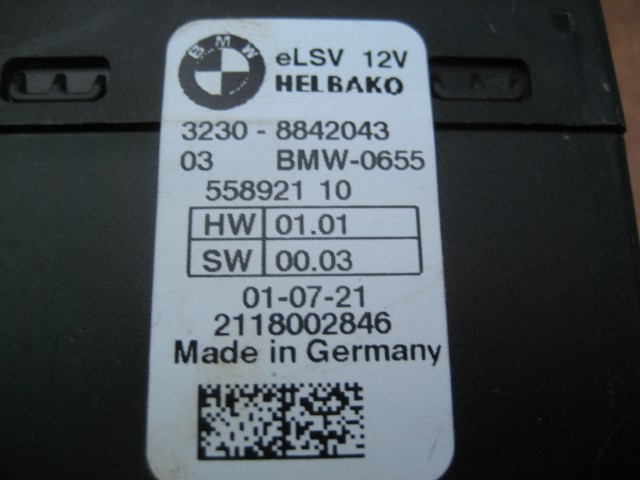 BMW
eLSV 12V
HELBAKO
3230 - 8842043
03 BMW-0655
558921 10
HW 01.01
SW 00.03
01-07-21
2118002846
Made in Germany